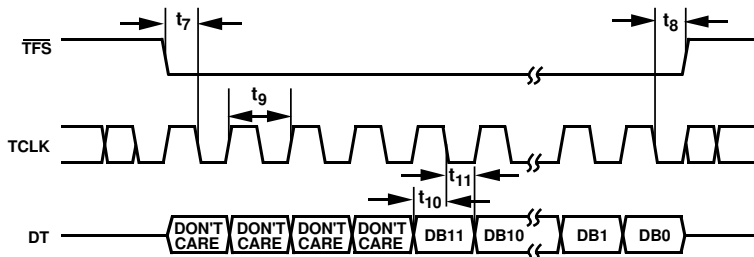 t7
t8
TFS
t9
TCLK
t11
t10
DT
DON'T CARE
DON'T CARE
DON'T CARE
DON'T CARE
DB11
DB10
DB1
DB0